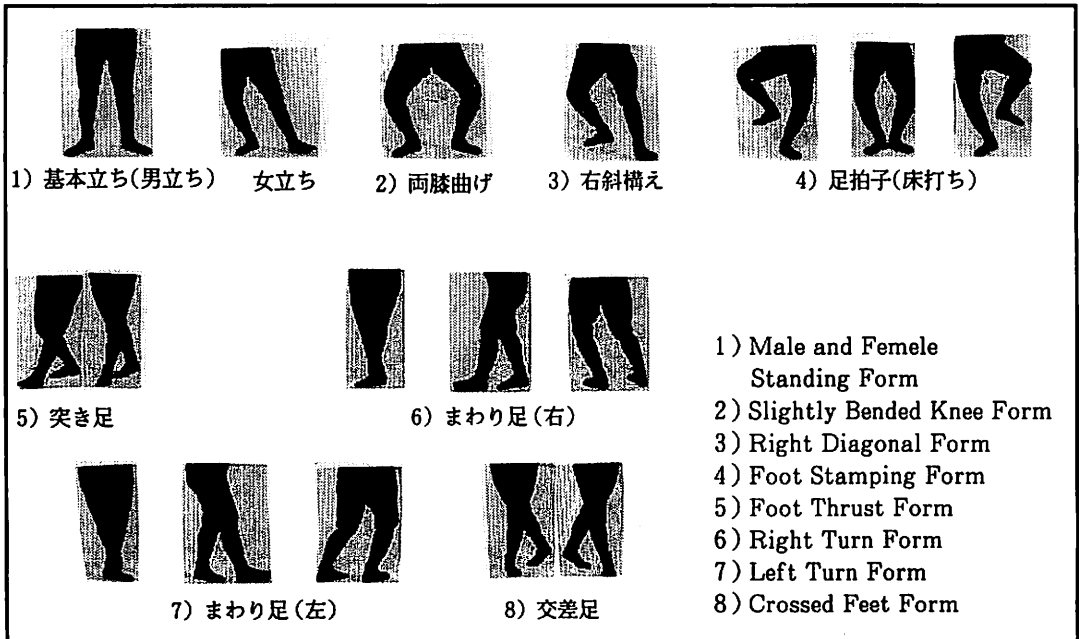 1) 基本立ち(男立ち)
女立ち
2) 両膝曲げ
3) 右斜構え
4) 足拍子(床打ち)
5) 突き足
6) まわり足(右)
7) まわり足(左)
8) 交差足
1) Male and Femele
Standing Form
2) Slightly Bended Knee Form
3) Right Diagonal Form
4) Foot Stamping Form
5) Foot Thrust Form
6) Right Turn Form
7) Left Turn Form
8) Crossed Feet Form